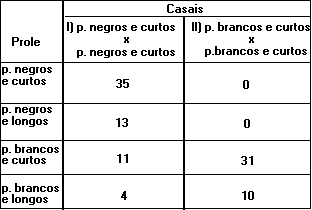 Prole
Casais
I) p. negros e curtos
x
p. negros e curtos
II) p. brancos e curtos
x
p.brancos e curtos
p. negros
e curtos
35
0
p. negros
e longos
13
0
p. brancos
e curtos
11
31
p. brancos
e longos
4
10